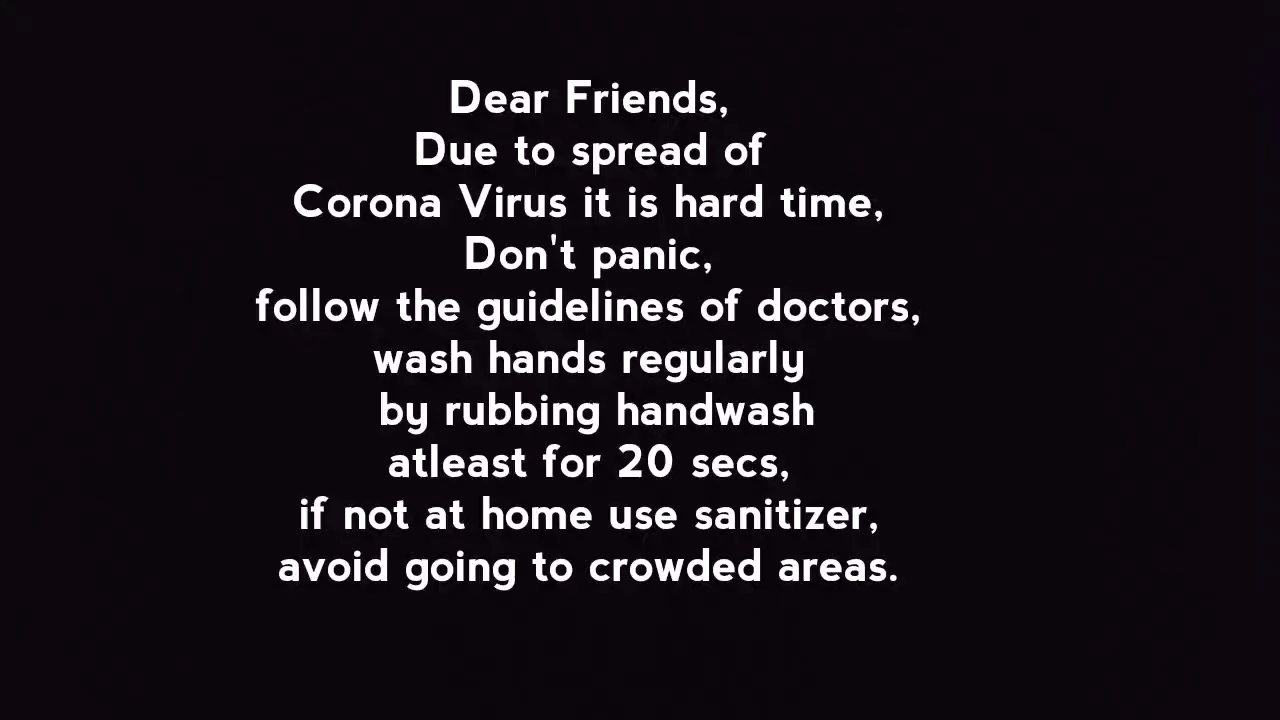 Dear Friends,
Due to spread of
Corona Virus it is hard time,
Don't panic,
follow the guidelines of doctors,
wash hands regularly
by rubbing handwash
atleast for 20 secs,
if not at home use sanitizer,
avoid going to crowded areas.